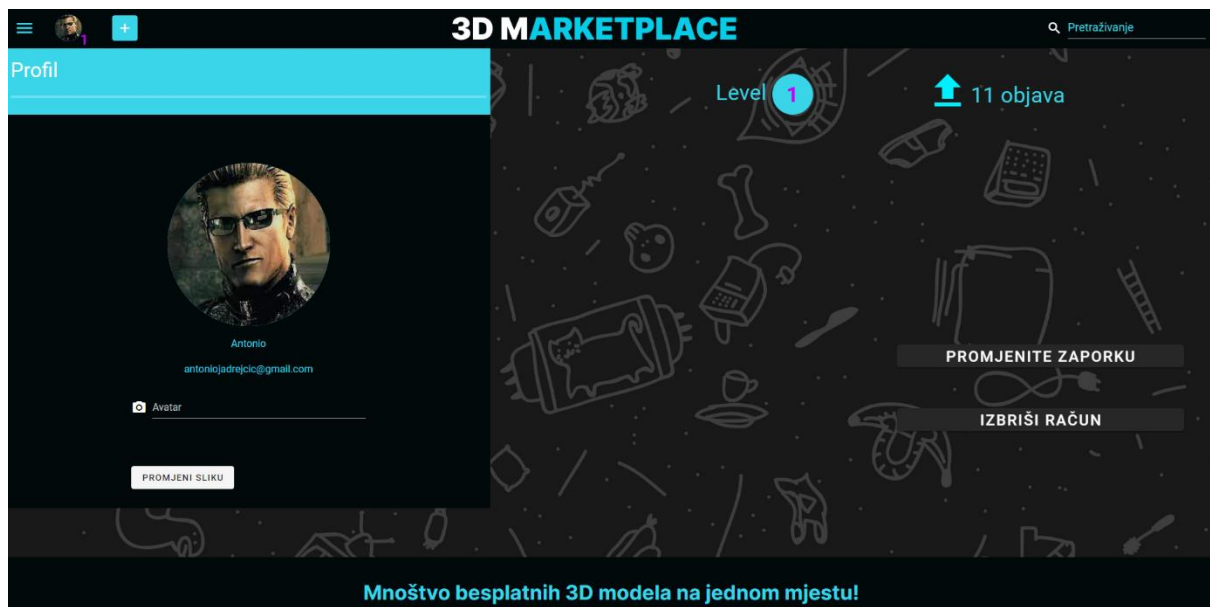 1
+
3D MARKETPLACE
Pretraživanje
Profil
Level 1
11 objava
Antonio
antoniojadrejcic@gmail.com
Avatar
PROMJENI SLIKU
PROMJENITE ZAPORKU
IZBRIŠI RAČUN
Mnoštvo besplatnih 3D modela na jednom mjestu!